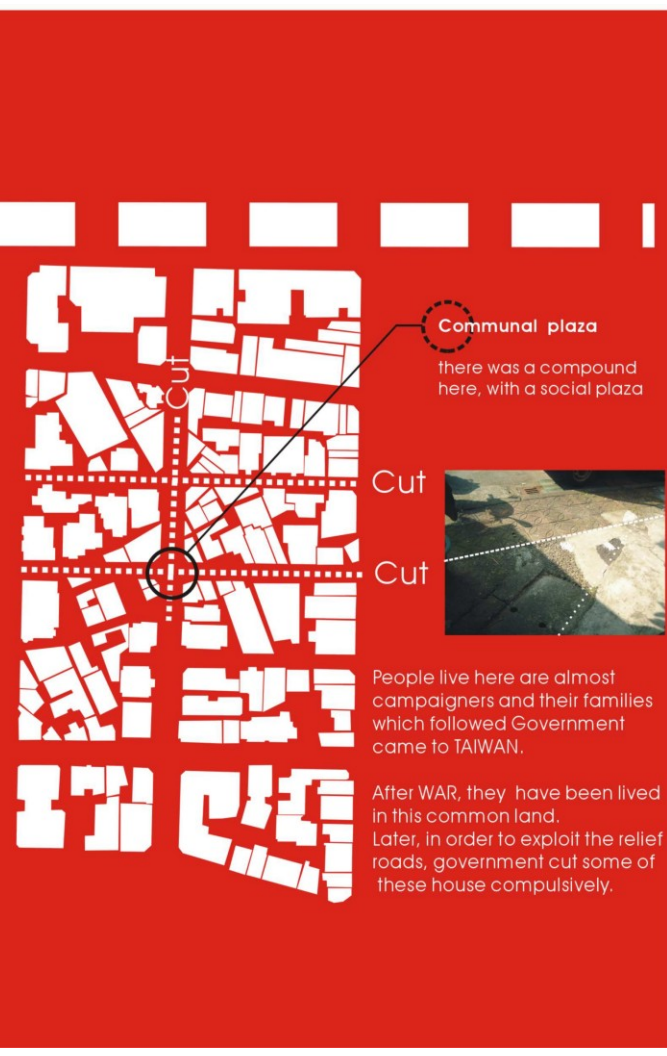 Cut
Communal plaza
there was a compound
here, with a social plaza
Cut
Cut
People live here are almost
campaigners and their families
which followed Government
came to TAIWAN.
After WAR, they have been lived
in this common land.
Later, in order to exploit the relief
roads, government cut some of
these house compulsively.